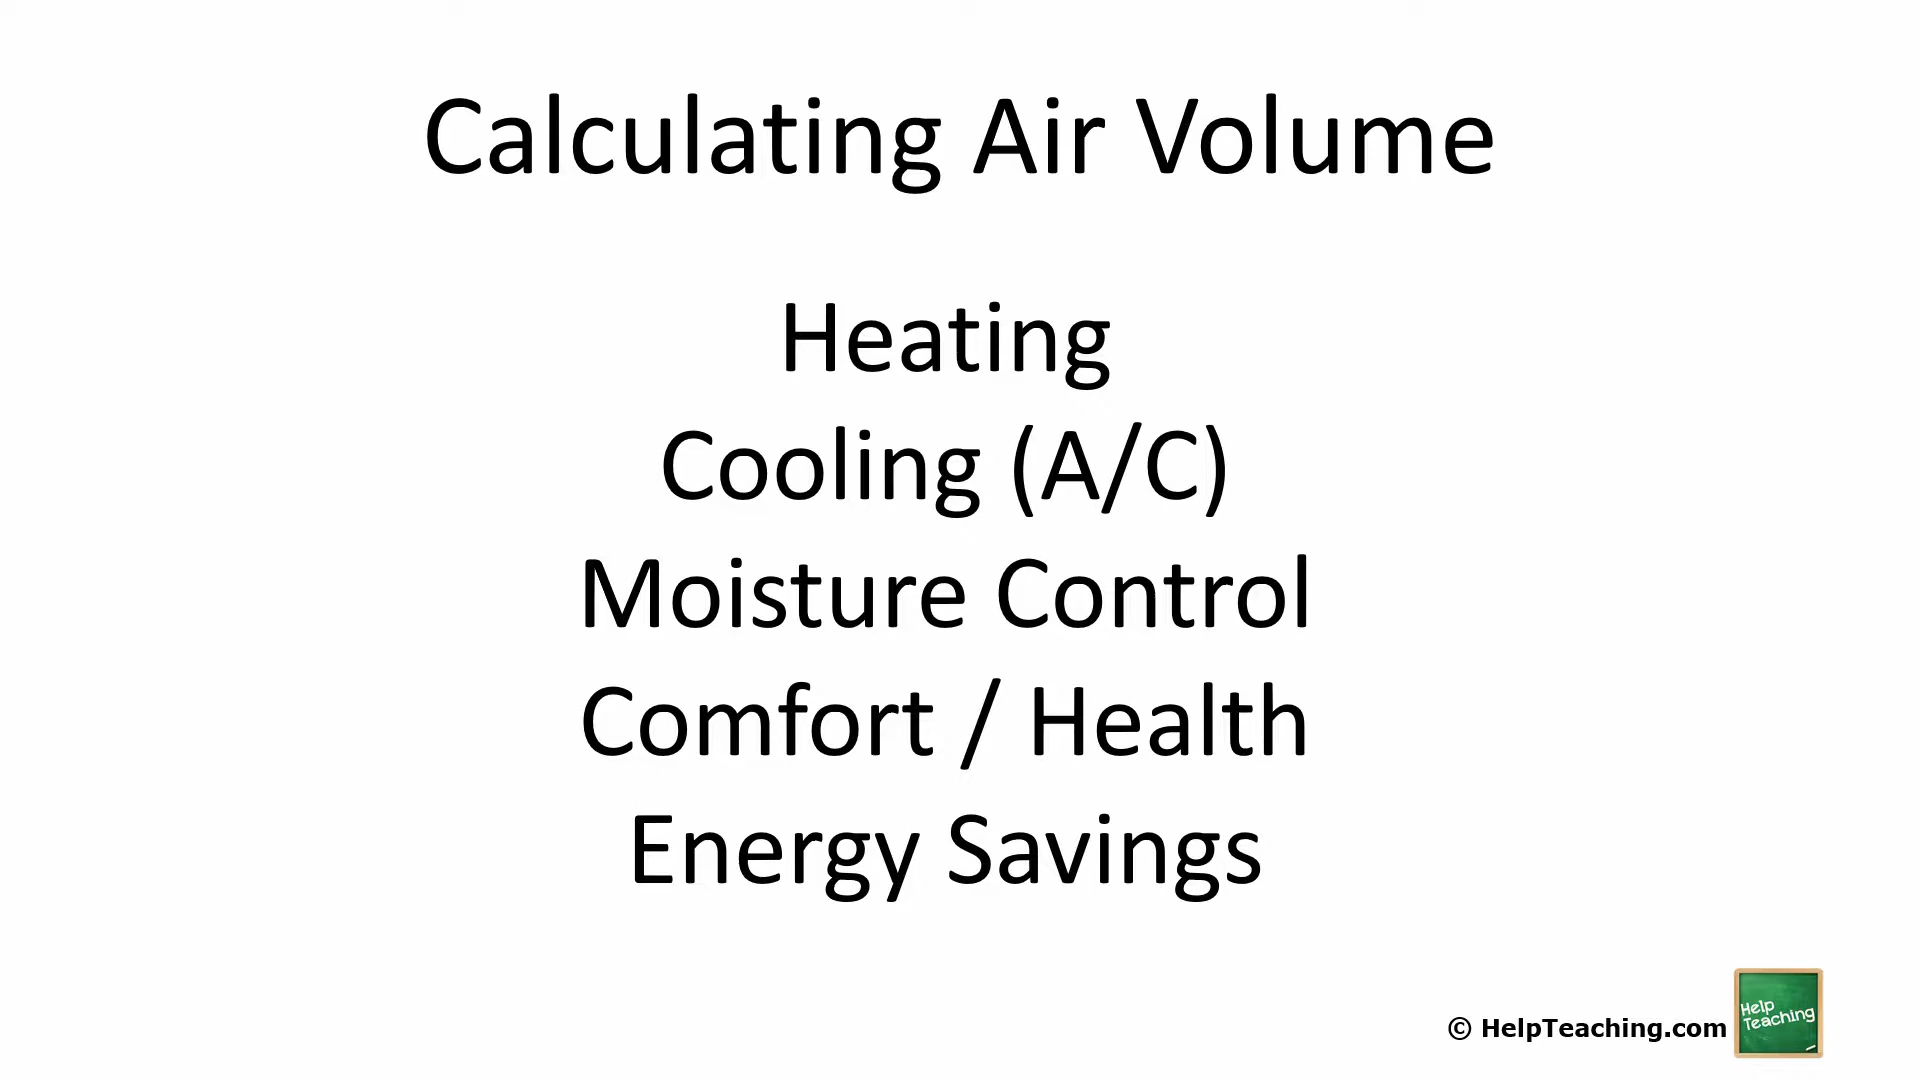 Calculating Air Volume
Heating
Cooling (A/C)
Moisture Control
Comfort / Health
Energy Savings
© HelpTeaching.com
Help
Teaching